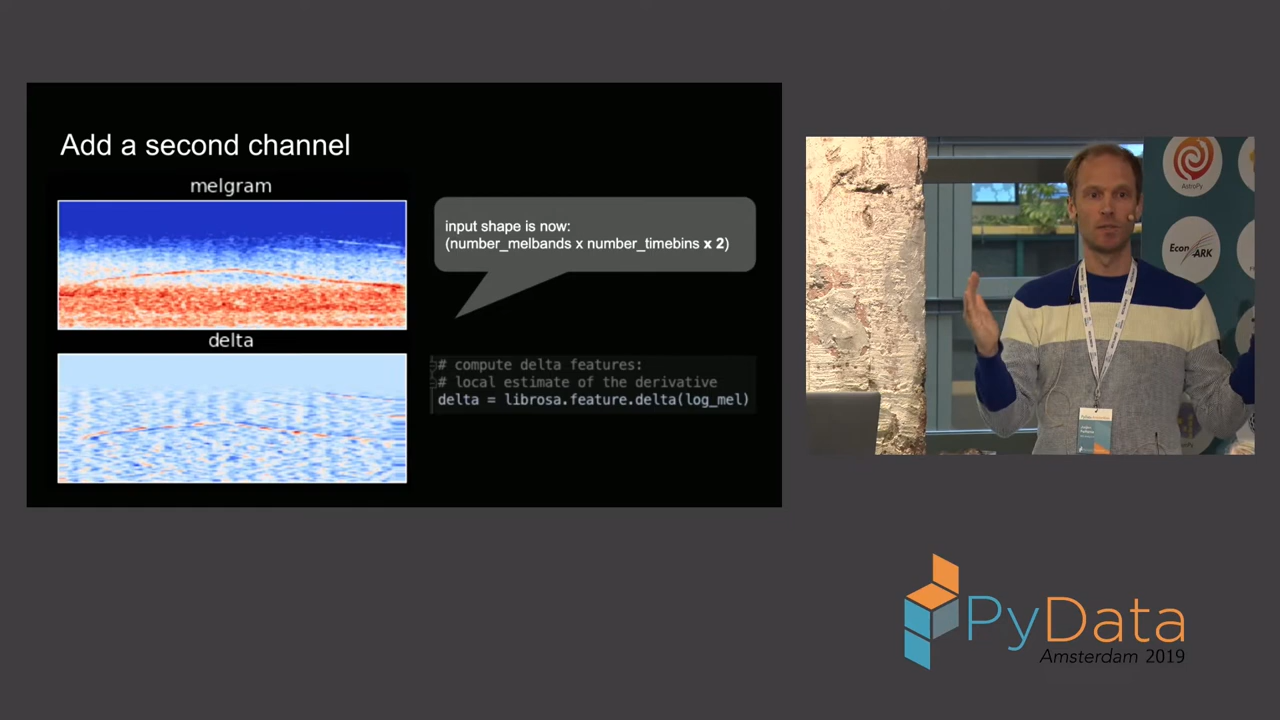 Add a second channel
melgram
input shape is now:
(number_melbands x number_timebins x 2)
delta
# compute delta features:
# local estimate of the derivative
delta = librosa.feature.delta(log_mel)
AstroPy
Econ
ARK
PyData
Amsterdam 2019